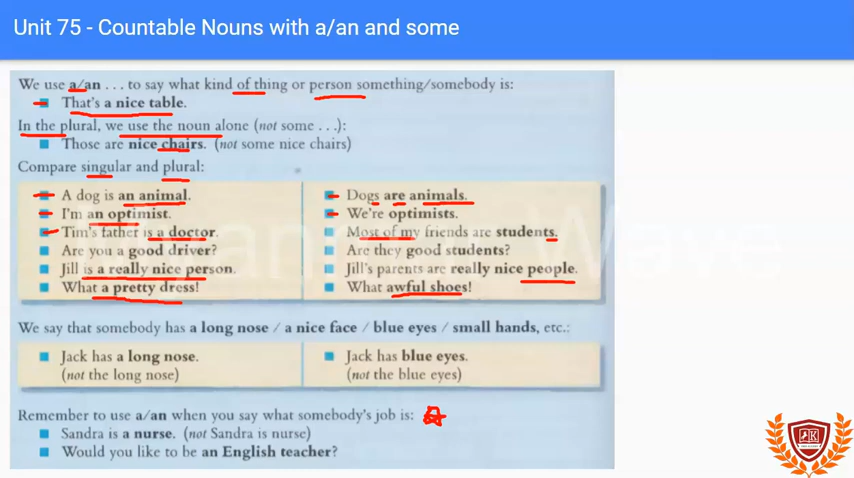 Unit 75 - Countable Nouns with a/an and some
We use a/an . . . to say what kind of thing or person something/somebody is:
That's a nice table.
In the plural, we use the noun alone (not some . . .):
Those are nice chairs. (not some nice chairs)
Compare singular and plural:
A dog is an animal.
I'm an optimist.
Tim's father is a doctor.
Are you a good driver?
Jill is a really nice person.
What a pretty dress!
Dogs are animals.
We're optimists.
Most of my friends are students.
Are they good students?
Jill's parents are really nice people.
What awful shoes!
We say that somebody has a long nose / a nice face / blue eyes / small hands, etc.:
Jack has a long nose.
(not the long nose)
Jack has blue eyes.
(not the blue eyes)
Remember to use a/an when you say what somebody's job is:
Sandra is a nurse. (not Sandra is nurse)
Would you like to be an English teacher?